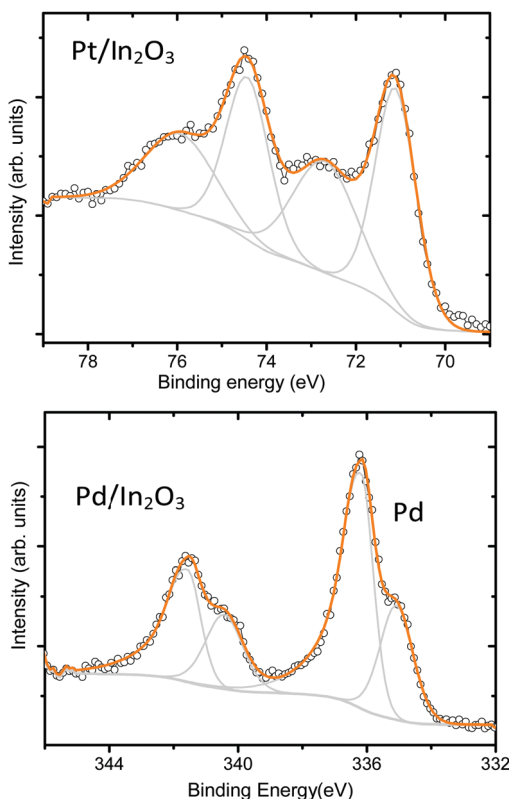 Pt/In₂O₃
Intensity (arb. units)
78 76 74 72 70
Binding energy (eV)
Pd/In₂O₃
Pd
Intensity (arb. units)
344 340 336 332
Binding Energy(eV)